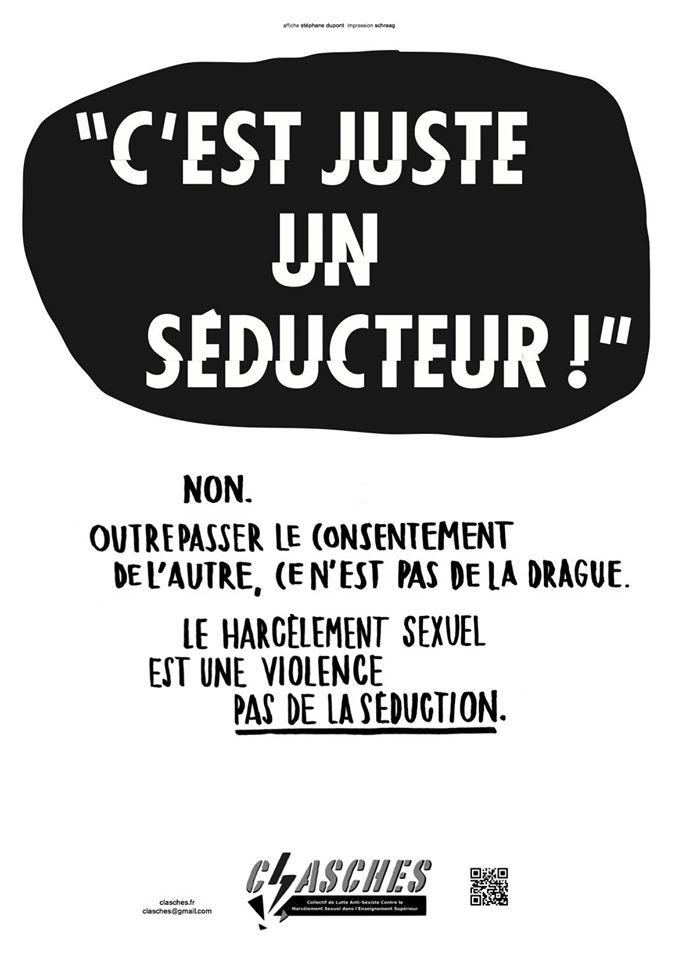 affiche stéphane dupont impression schraag
"C'EST JUSTE
UN
SÉDUCTEUR !"
NON.
OUTREPASSER LE CONSENTEMENT
DE L'AUTRE, CE N'EST PAS DE LA DRAGUE.
LE HARCÈLEMENT SEXUEL
EST UNE VIOLENCE
PAS DE LA SÉDUCTION.
CLASCHES
Collectif de Lutte Anti-Sexiste Contre le
Harcèlement Sexuel dans l'Enseignement Supérieur
clasches.fr
clasches@gmail.com